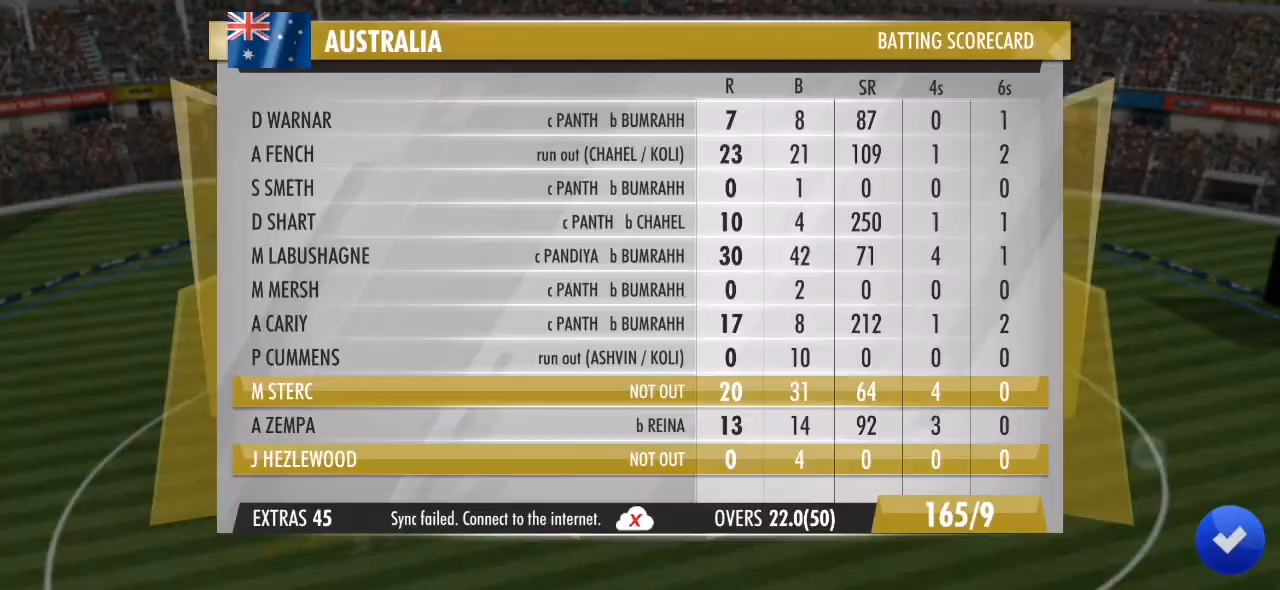 AUSTRALIA BATTING SCORECARD
R B SR 4s 6s
D WARNAR c PANTH b BUMRAHH 7 8 87 0 1
A FENCH run out (CHAHEL / KOLI) 23 21 109 1 2
S SMETH c PANTH b BUMRAHH 0 1 0 0 0
D SHART c PANTH b CHAHEL 10 4 250 1 1
M LABUSHAGNE c PANDIYA b BUMRAHH 30 42 71 4 1
M MERSH c PANTH b BUMRAHH 0 2 0 0 0
A CARIY c PANTH b BUMRAHH 17 8 212 1 2
P CUMMENS run out (ASHVIN / KOLI) 0 10 0 0 0
M STERC NOT OUT 20 31 64 4 0
A ZEMPA b REINA 13 14 92 3 0
J HEZLEWOOD NOT OUT 0 4 0 0 0
EXTRAS 45 Sync failed. Connect to the internet. X OVERS 22.0(50) 165/9